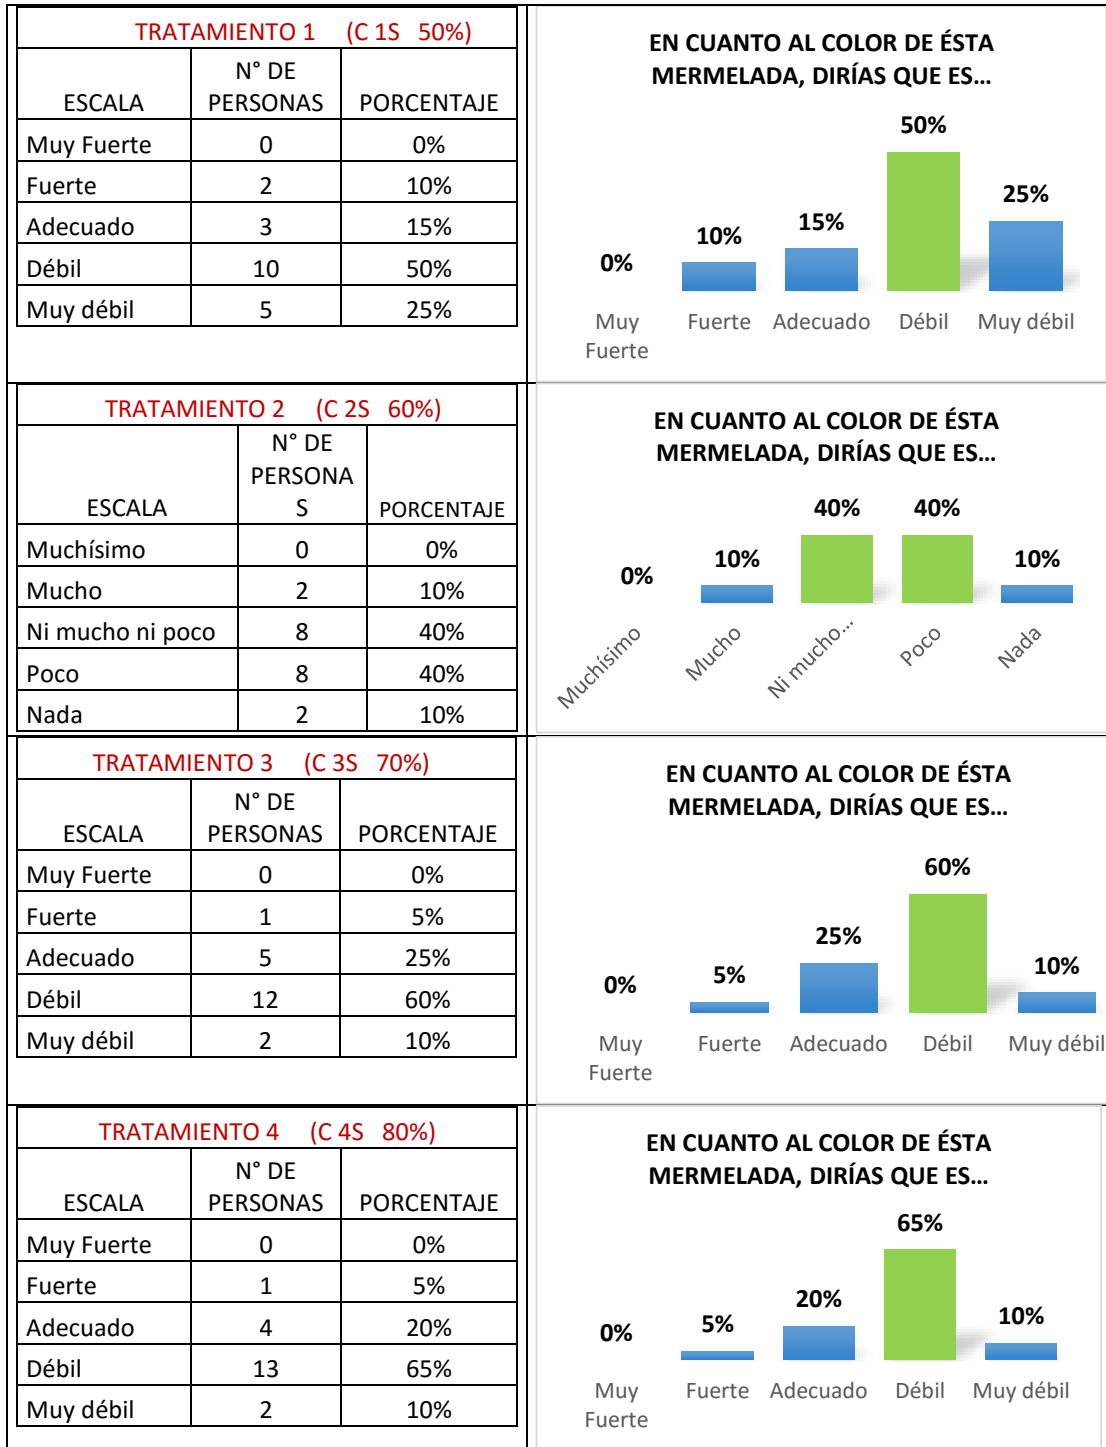 TRATAMIENTO 1 (C 1S 50%)
ESCALA N° DE PERSONAS PORCENTAJE
Muy Fuerte 0 0%
Fuerte 2 10%
Adecuado 3 15%
Débil 10 50%
Muy débil 5 25%
EN CUANTO AL COLOR DE ÉSTA
MERMELADA, DIRÍAS QUE ES...
0% 10% 15% 50% 25%
Muy Fuerte Fuerte Adecuado Débil Muy débil
TRATAMIENTO 2 (C 2S 60%)
ESCALA N° DE PERSONA S PORCENTAJE
Muchísimo 0 0%
Mucho 2 10%
Ni mucho ni poco 8 40%
Poco 8 40%
Nada 2 10%
EN CUANTO AL COLOR DE ÉSTA
MERMELADA, DIRÍAS QUE ES...
0% 10% 40% 40% 10%
Muchísimo Mucho Ni mucho... Poco Nada
TRATAMIENTO 3 (C 3S 70%)
ESCALA N° DE PERSONAS PORCENTAJE
Muy Fuerte 0 0%
Fuerte 1 5%
Adecuado 5 25%
Débil 12 60%
Muy débil 2 10%
EN CUANTO AL COLOR DE ÉSTA
MERMELADA, DIRÍAS QUE ES...
0% 5% 25% 60% 10%
Muy Fuerte Fuerte Adecuado Débil Muy débil
TRATAMIENTO 4 (C 4S 80%)
ESCALA N° DE PERSONAS PORCENTAJE
Muy Fuerte 0 0%
Fuerte 1 5%
Adecuado 4 20%
Débil 13 65%
Muy débil 2 10%
EN CUANTO AL COLOR DE ÉSTA
MERMELADA, DIRÍAS QUE ES...
0% 5% 20% 65% 10%
Muy Fuerte Fuerte Adecuado Débil Muy débil